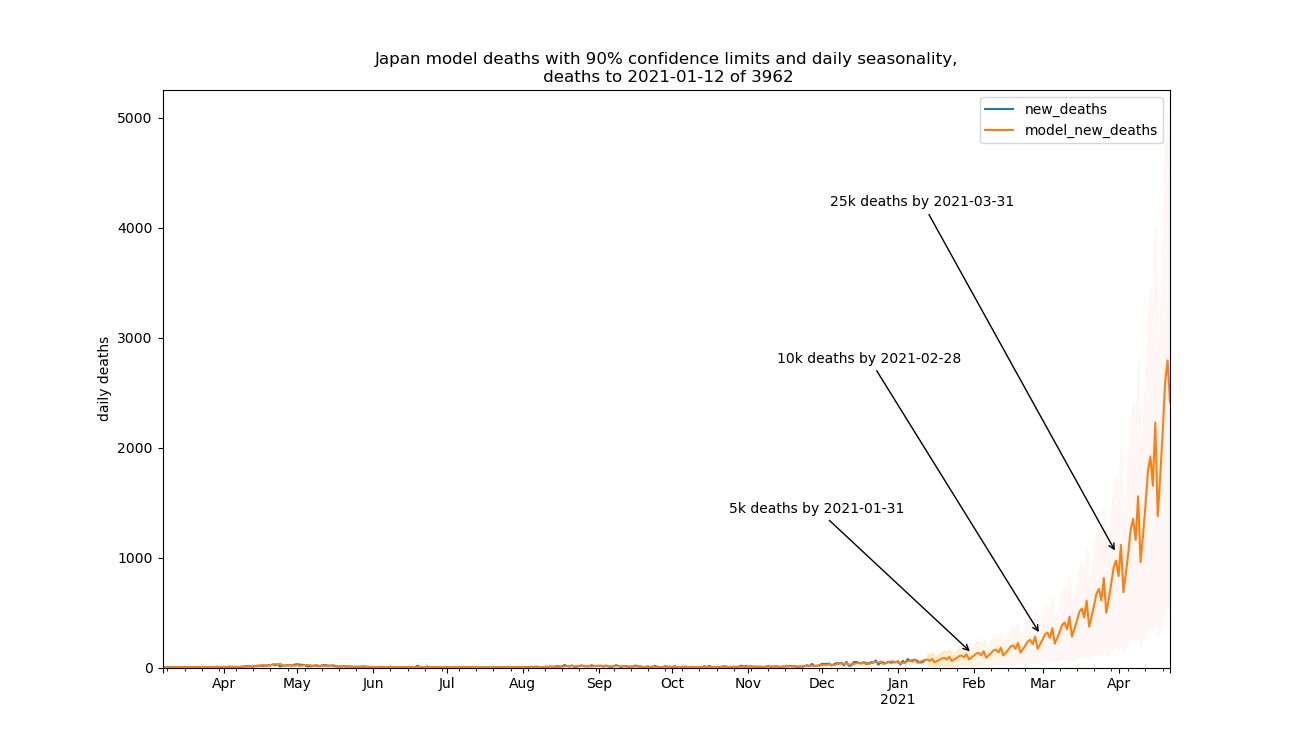 Japan model deaths with 90% confidence limits and daily seasonality,
deaths to 2021-01-12 of 3962
new_deaths
model_new_deaths
5000
4000
3000
2000
1000
0
daily deaths
25k deaths by 2021-03-31
10k deaths by 2021-02-28
5k deaths by 2021-01-31
Apr May Jun Jul Aug Sep Oct Nov Dec Jan Feb Mar Apr
2021